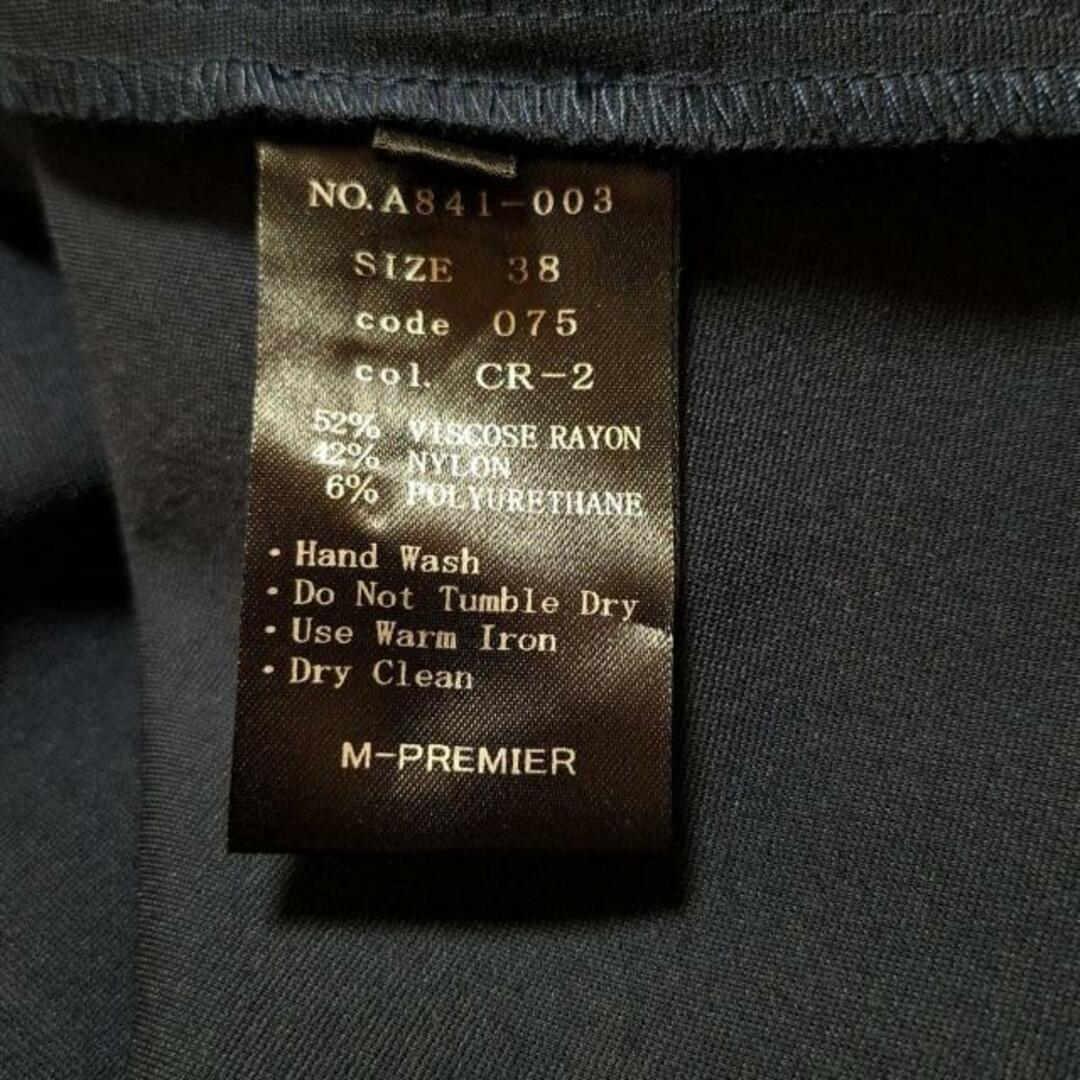 NO.A841-003
SIZE 38
code 075
col. CR-2
52% VISCOSE RAYON
42% NYLON
6% POLYURETHANE
・Hand Wash
・Do Not Tumble Dry
・Use Warm Iron
・Dry Clean
M-PREMIER